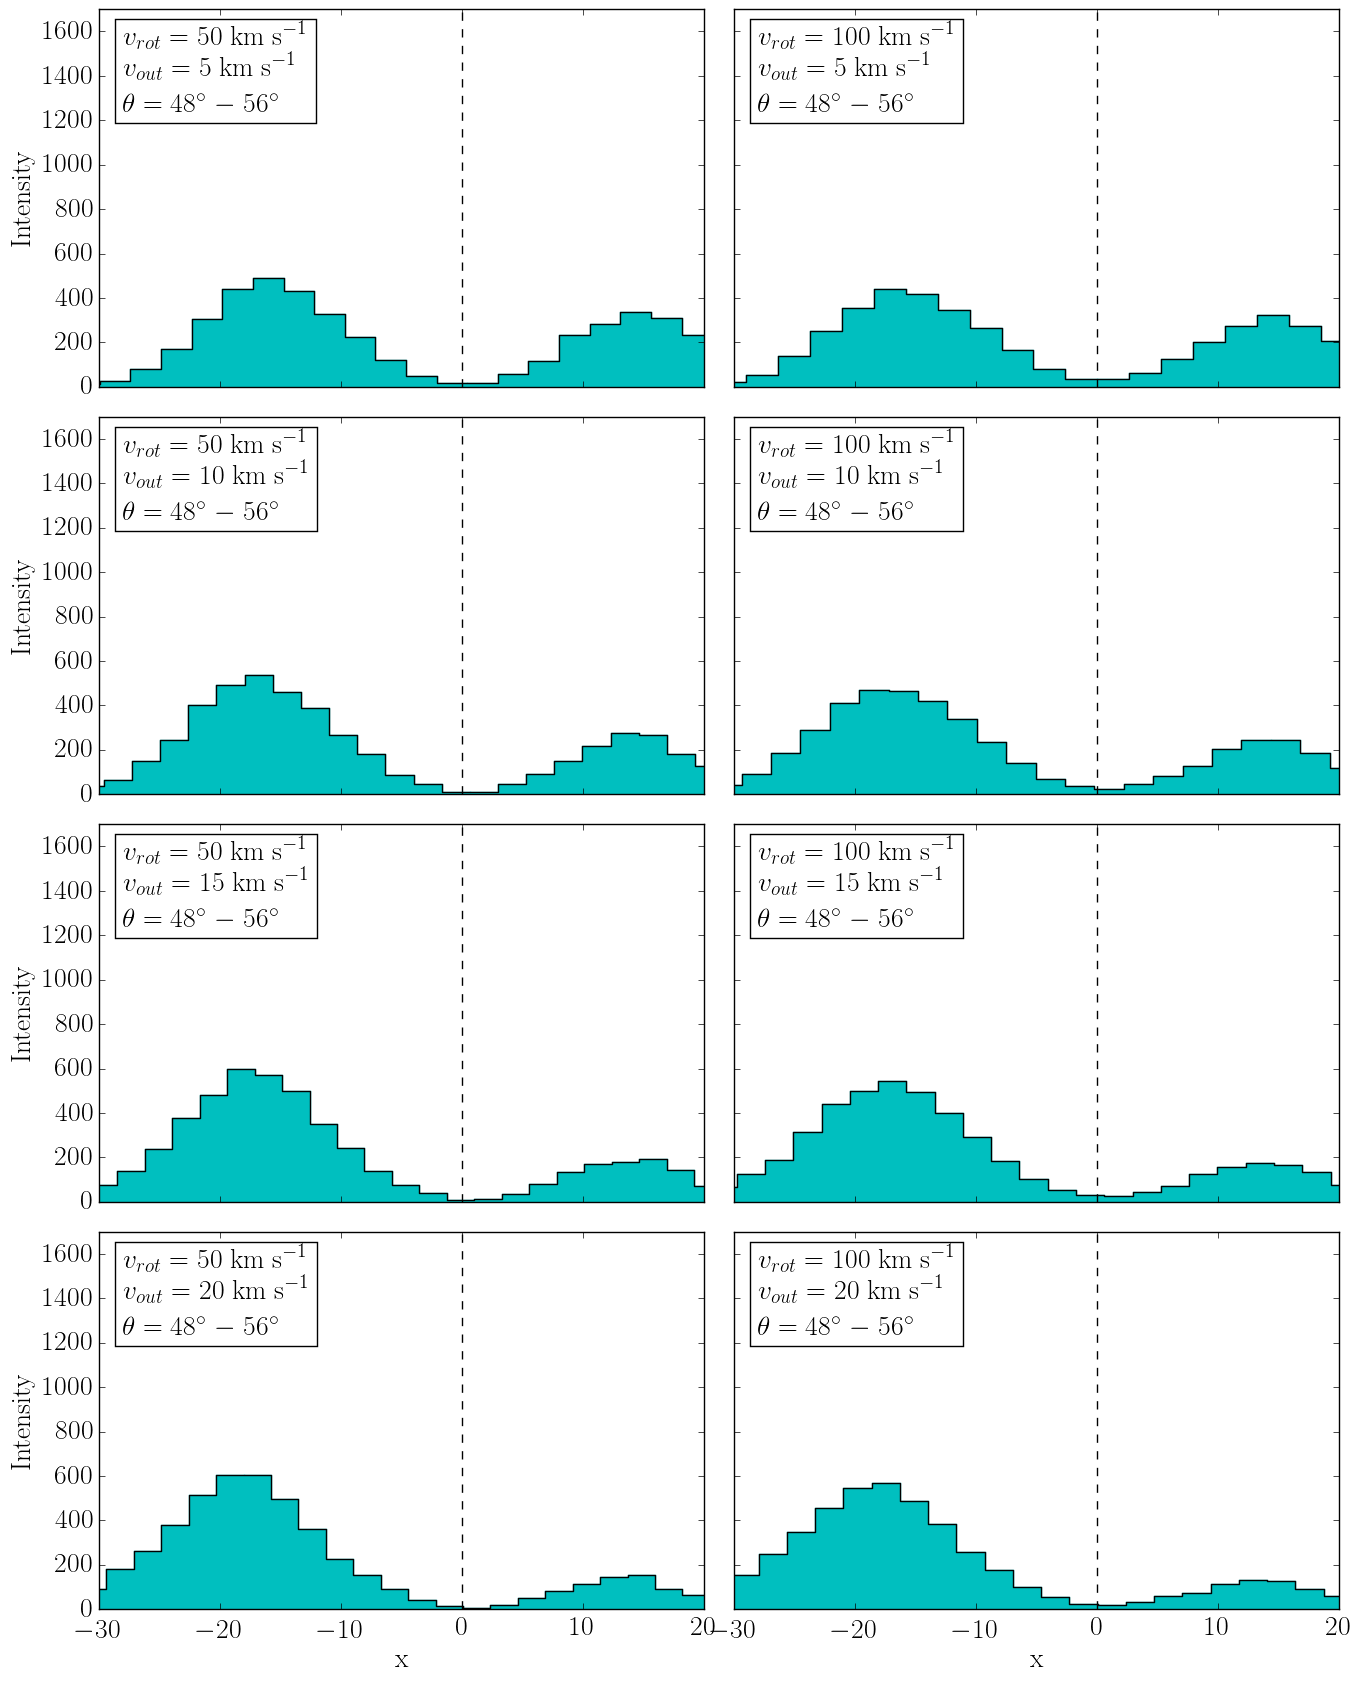 1600
1400
1200
1000
800
600
400
200
0
Intensity
v_rot = 50 km s⁻¹
v_out = 5 km s⁻¹
θ = 48° − 56°
v_rot = 100 km s⁻¹
v_out = 5 km s⁻¹
θ = 48° − 56°
1600
1400
1200
1000
800
600
400
200
0
Intensity
v_rot = 50 km s⁻¹
v_out = 10 km s⁻¹
θ = 48° − 56°
v_rot = 100 km s⁻¹
v_out = 10 km s⁻¹
θ = 48° − 56°
1600
1400
1200
1000
800
600
400
200
0
Intensity
v_rot = 50 km s⁻¹
v_out = 15 km s⁻¹
θ = 48° − 56°
v_rot = 100 km s⁻¹
v_out = 15 km s⁻¹
θ = 48° − 56°
1600
1400
1200
1000
800
600
400
200
0
Intensity
v_rot = 50 km s⁻¹
v_out = 20 km s⁻¹
θ = 48° − 56°
v_rot = 100 km s⁻¹
v_out = 20 km s⁻¹
θ = 48° − 56°
−30 −20 −10 0 10 20
x
−30 −20 −10 0 10 20
x